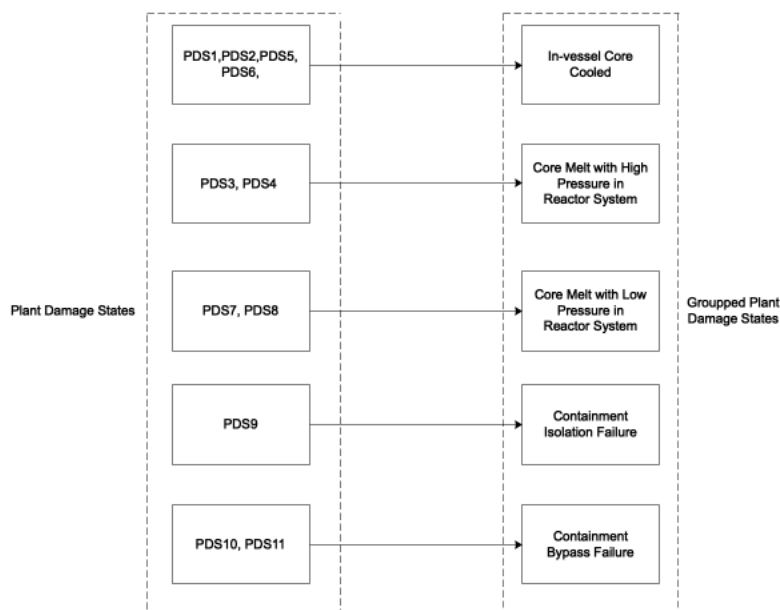 PDS1,PDS2,PDS5,
PDS6,
In-vessel Core
Cooled
PDS3, PDS4
Core Melt with High
Pressure in
Reactor System
Plant Damage States
PDS7, PDS8
Core Melt with Low
Pressure in
Reactor System
Groupped Plant
Damage States
PDS9
Containment
Isolation Failure
PDS10, PDS11
Containment
Bypass Failure